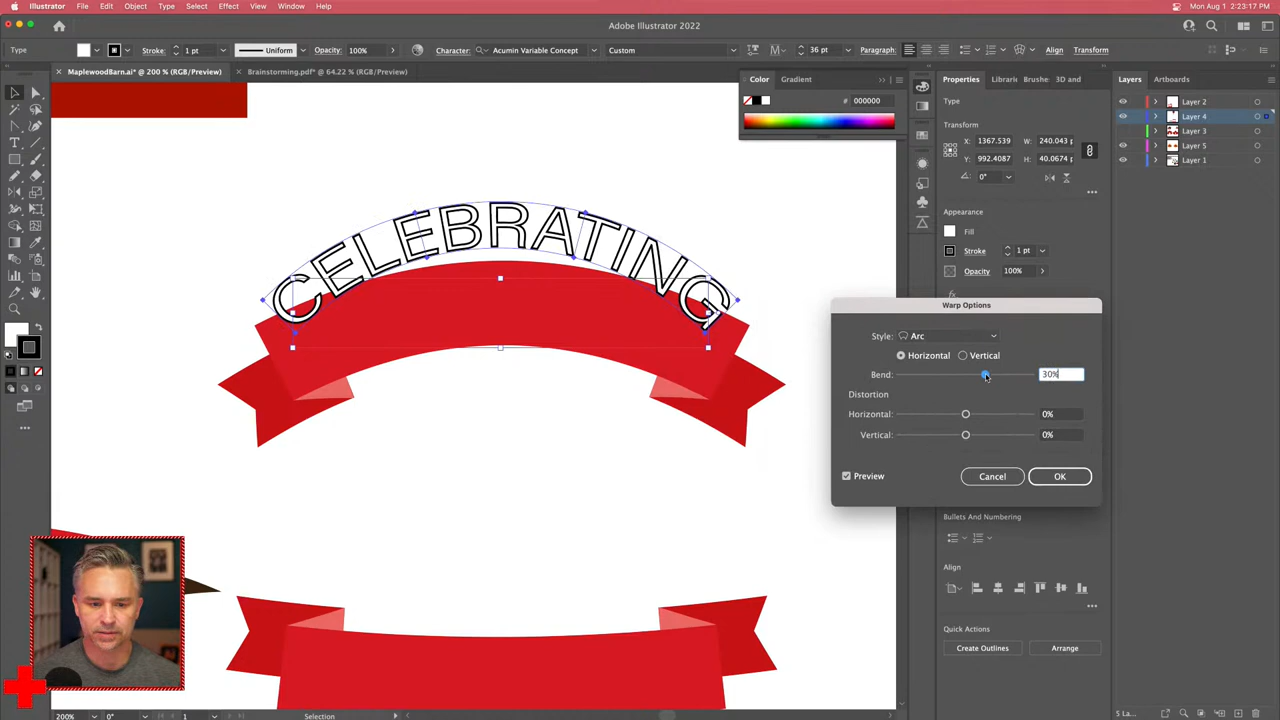 Illustrator File Edit Object Type Select Effect View Window Help
Mon Aug 1 2:23:17 PM
Adobe Illustrator 2022
Type Stroke: 1 pt Uniform Opacity: 100% Character: Acumin Variable Concept Custom 36 pt Paragraph: Align Transform
MaplewoodBarn.ai* @ 200 % (RGB/Preview)
Brainstorming.pdf* @ 64.22 % (RGB/Preview)
Color Gradient
# 000000
Properties Librari Brushe 3D and
Layers Artboards
Type
Transform
X: 1367.539 W: 240.043 p
Y: 992.4087 H: 40.0674 p
0°
Layer 2
Layer 4
Layer 3
Layer 5
Layer 1
Appearance
Fill
Stroke 1 pt
Opacity 100%
CELEBRATING
Warp Options
Style: Arc
Horizontal Vertical
Bend: 30%
Distortion
Horizontal: 0%
Vertical: 0%
Preview Cancel OK
Bullets And Numbering
Align
Quick Actions
Create Outlines Arrange
200% 0° 1 Selection
5 La...